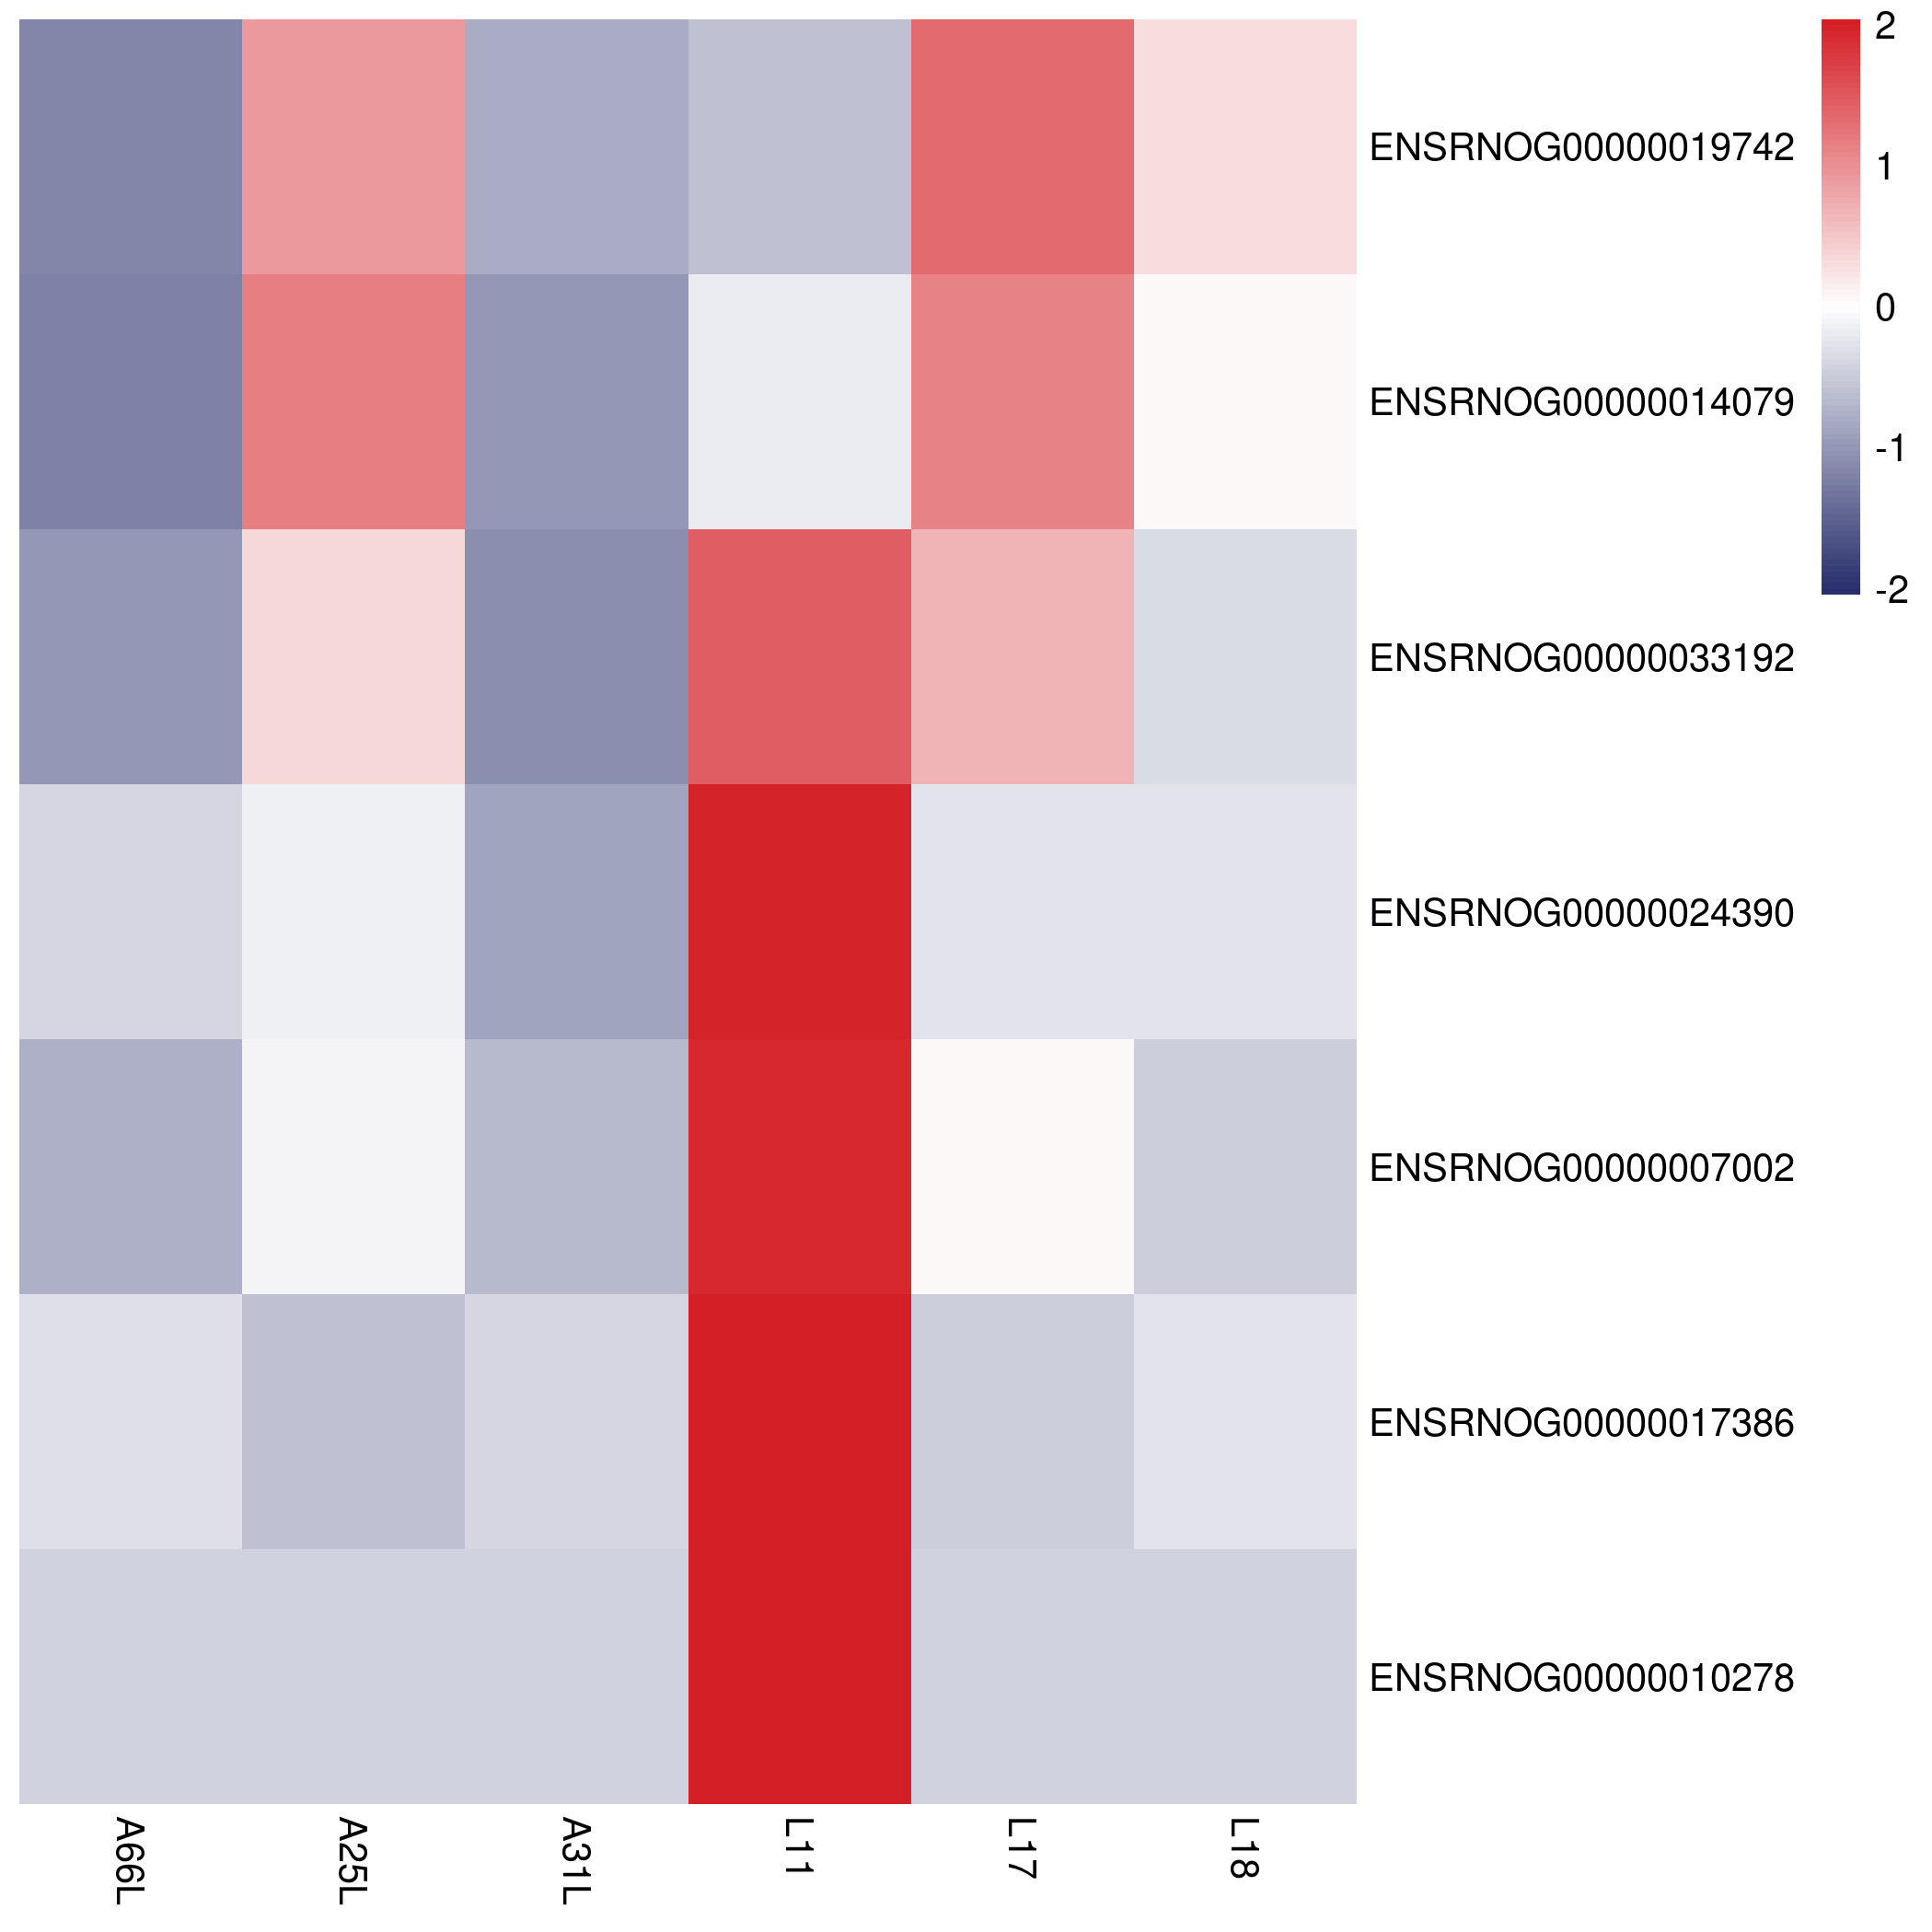 2
1
0
-1
-2
ENSRNOG00000019742
ENSRNOG00000014079
ENSRNOG00000033192
ENSRNOG00000024390
ENSRNOG00000007002
ENSRNOG00000017386
ENSRNOG00000010278
A66L
A25L
A31L
L11
L17
L18